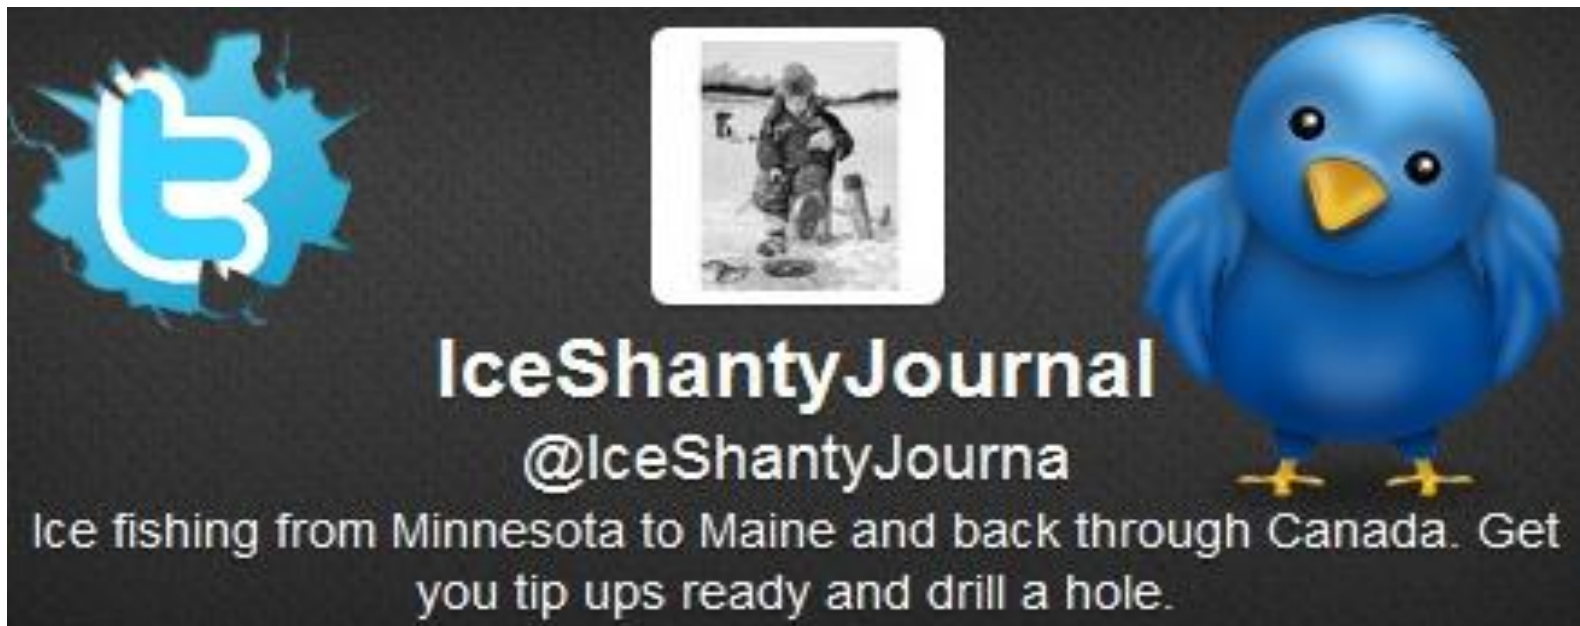 IceShantyJournal
@IceShantyJourna
Ice fishing from Minnesota to Maine and back through Canada. Get
you tip ups ready and drill a hole.